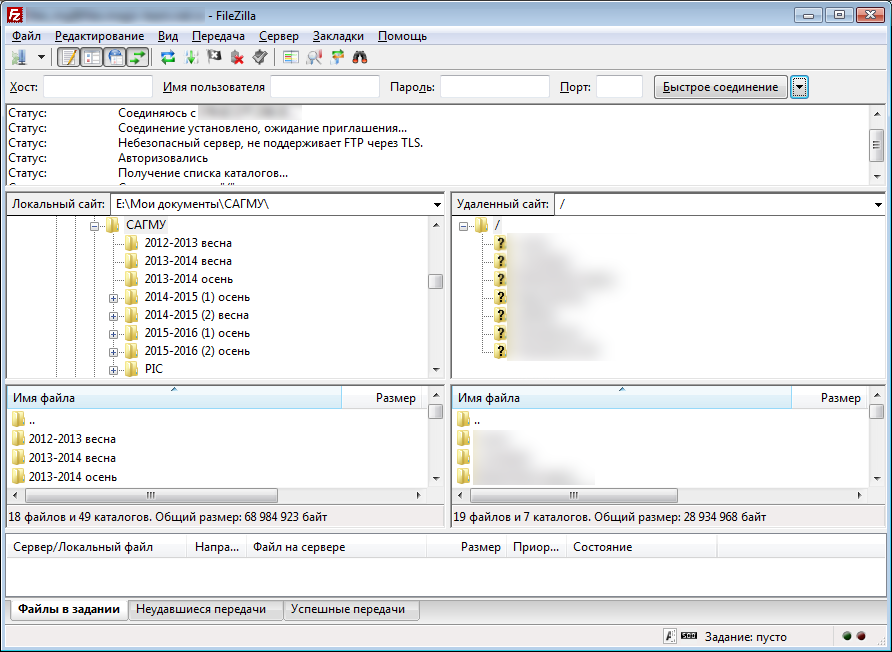 - FileZilla
Файл Редактирование Вид Передача Сервер Закладки Помощь
Хост: Имя пользователя Пароль: Порт: Быстрое соединение
Статус: Соединяюсь с
Статус: Соединение установлено, ожидание приглашения...
Статус: Небезопасный сервер, не поддерживает FTP через TLS.
Статус: Авторизовались
Статус: Получение списка каталогов...
Локальный сайт: E:\Мои документы\САГМУ\
Удаленный сайт: /
САГМУ
2012-2013 весна
2013-2014 весна
2013-2014 осень
2014-2015 (1) осень
2014-2015 (2) весна
2015-2016 (1) осень
2015-2016 (2) осень
PIC
/
Имя файла Размер
..
2012-2013 весна
2013-2014 весна
2013-2014 осень
18 файлов и 49 каталогов. Общий размер: 68 984 923 байт
Имя файла Размер
..
19 файлов и 7 каталогов. Общий размер: 28 934 968 байт
Сервер/Локальный файл Напра... Файл на сервере Размер Приор... Состояние
Файлы в задании Неудавшиеся передачи Успешные передачи
Задание: пусто